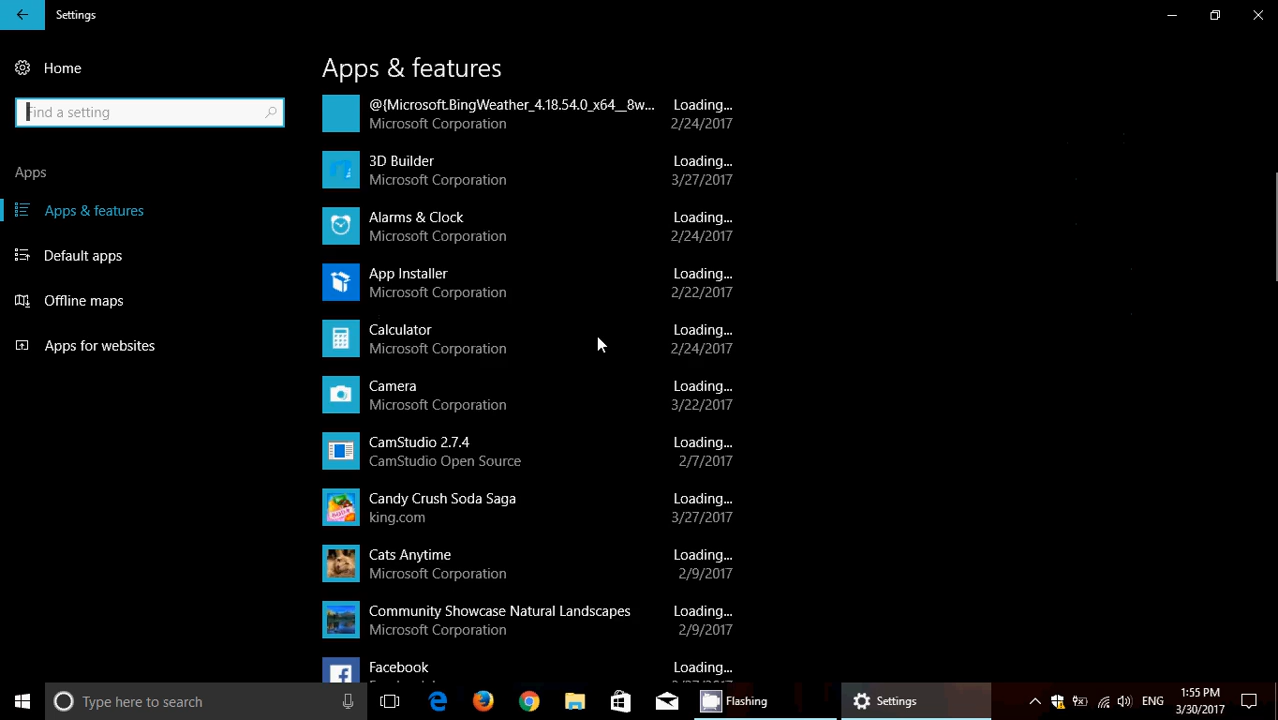 Settings
Home
Find a setting
Apps
Apps & features
Default apps
Offline maps
Apps for websites
Apps & features
@{Microsoft.BingWeather_4.18.54.0_x64__8w... Loading...
Microsoft Corporation 2/24/2017
3D Builder Loading...
Microsoft Corporation 3/27/2017
Alarms & Clock Loading...
Microsoft Corporation 2/24/2017
App Installer Loading...
Microsoft Corporation 2/22/2017
Calculator Loading...
Microsoft Corporation 2/24/2017
Camera Loading...
Microsoft Corporation 3/22/2017
CamStudio 2.7.4 Loading...
CamStudio Open Source 2/7/2017
Candy Crush Soda Saga Loading...
king.com 3/27/2017
Cats Anytime Loading...
Microsoft Corporation 2/9/2017
Community Showcase Natural Landscapes Loading...
Microsoft Corporation 2/9/2017
Facebook Loading...
Type here to search
Flashing
Settings
ENG
1:55 PM
3/30/2017